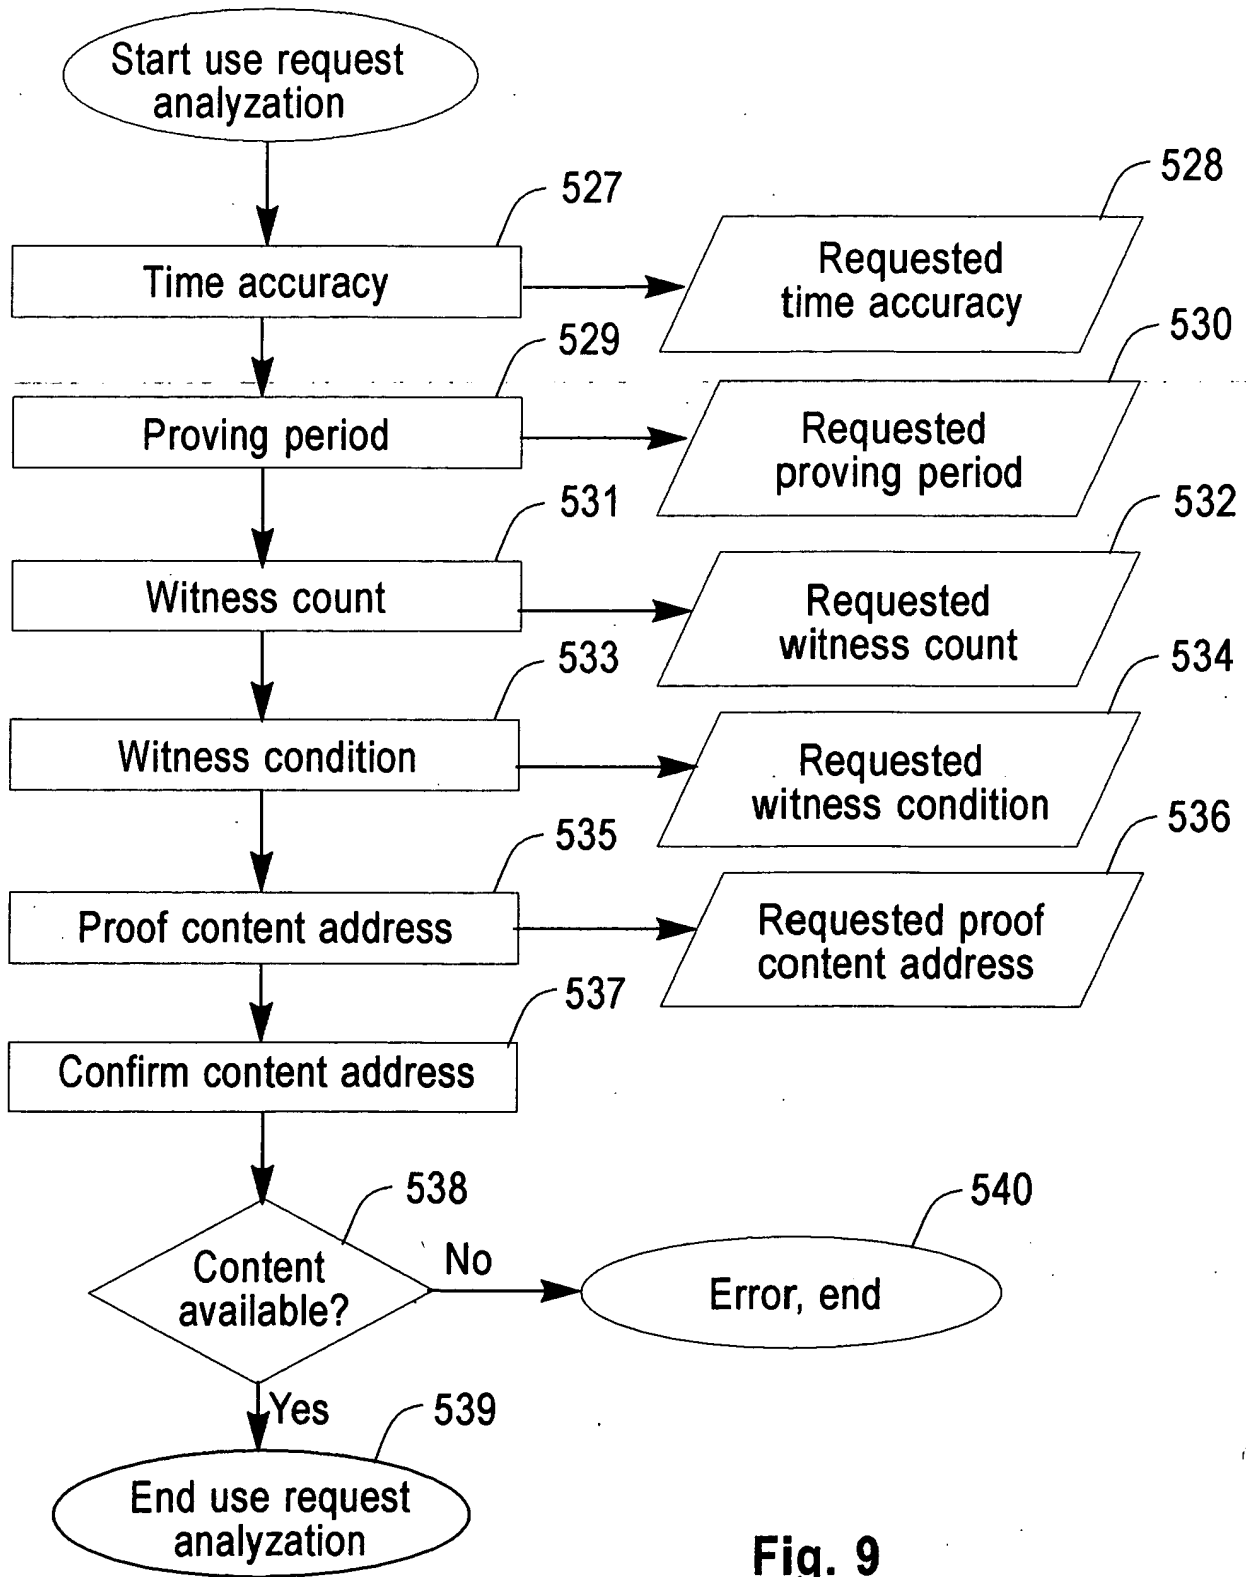 Start use request
analyzation
527
528
Time accuracy
Requested
time accuracy
529
530
Proving period
Requested
proving period
531
532
Witness count
Requested
witness count
533
534
Witness condition
Requested
witness condition
535
536
Proof content address
Requested proof
content address
537
Confirm content address
538
540
Content
available?
No
Error, end
Yes
539
End use request
analyzation
Fig. 9